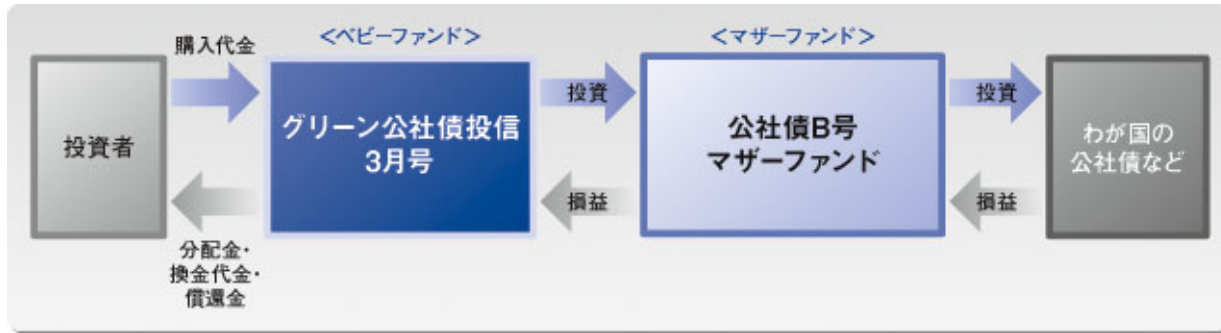 <ベビーファンド>
<マザーファンド>
購入代金
投資
投資
投資者
グリーン公社債投信
3月号
公社債B号
マザーファンド
わが国の
公社債など
損益
損益
分配金・
換金代金・
償還金